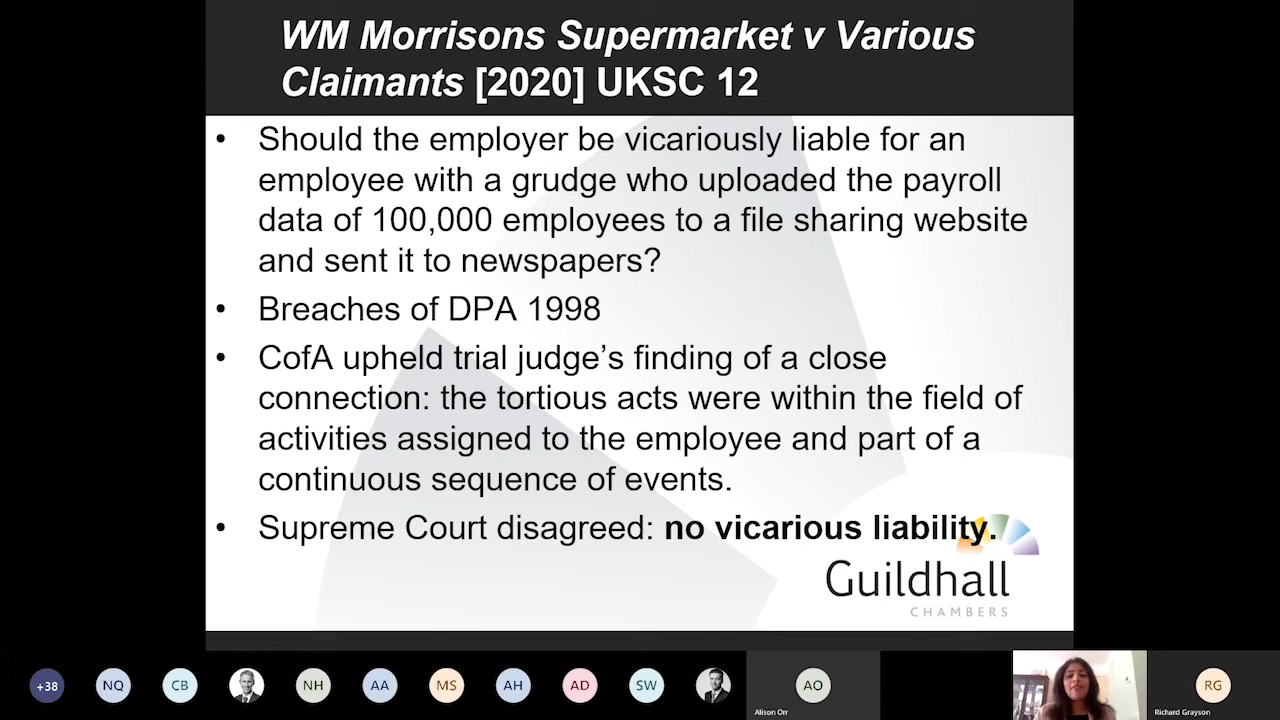 WM Morrisons Supermarket v Various
Claimants [2020] UKSC 12
• Should the employer be vicariously liable for an
employee with a grudge who uploaded the payroll
data of 100,000 employees to a file sharing website
and sent it to newspapers?
• Breaches of DPA 1998
• CofA upheld trial judge’s finding of a close
connection: the tortious acts were within the field of
activities assigned to the employee and part of a
continuous sequence of events.
• Supreme Court disagreed: no vicarious liability.
Guildhall
CHAMBERS
+38 NQ CB NH AA MS AH AD SW AO RG
Alison Orr Richard Grayson